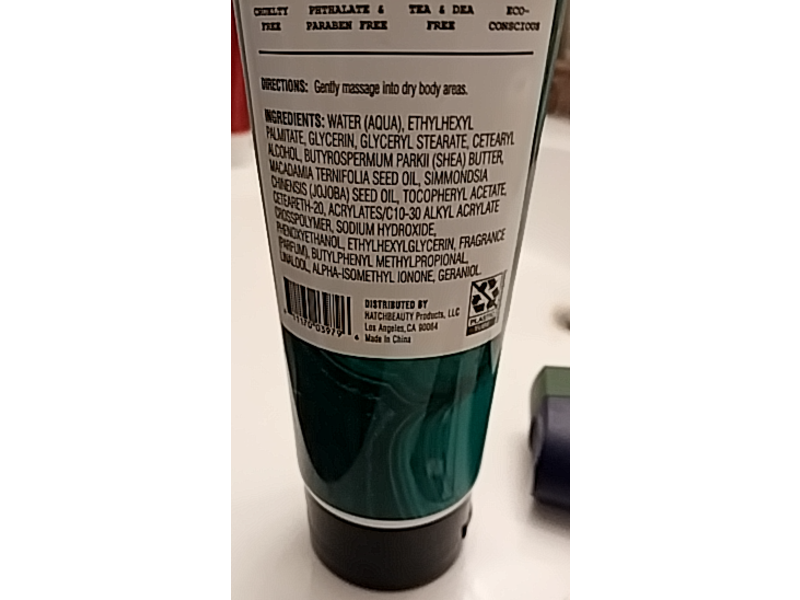 CRUELTY FREE
PHTHALATE & PARABEN FREE
TEA & DEA FREE
ECO-CONSCIOUS
DIRECTIONS: Gently massage into dry body areas.
INGREDIENTS: WATER (AQUA), ETHYLHEXYL
PALMITATE, GLYCERIN, GLYCERYL STEARATE, CETEARYL
ALCOHOL, BUTYROSPERMUM PARKII (SHEA) BUTTER,
MACADAMIA TERNIFOLIA SEED OIL, SIMMONDSIA
CHINENSIS (JOJOBA) SEED OIL, TOCOPHERYL ACETATE,
CETEARETH-20, ACRYLATES/C10-30 ALKYL ACRYLATE
CROSSPOLYMER, SODIUM HYDROXIDE,
PHENOXYETHANOL, ETHYLHEXYLGLYCERIN, FRAGRANCE
(PARFUM), BUTYLPHENYL METHYLPROPIONAL,
LINALOOL, ALPHA-ISOMETHYL IONONE, GERANIOL.
DISTRIBUTED BY
HATCHBEAUTY Products, LLC
Los Angeles, CA 90064
Made in China
PLASTIC
TUBE